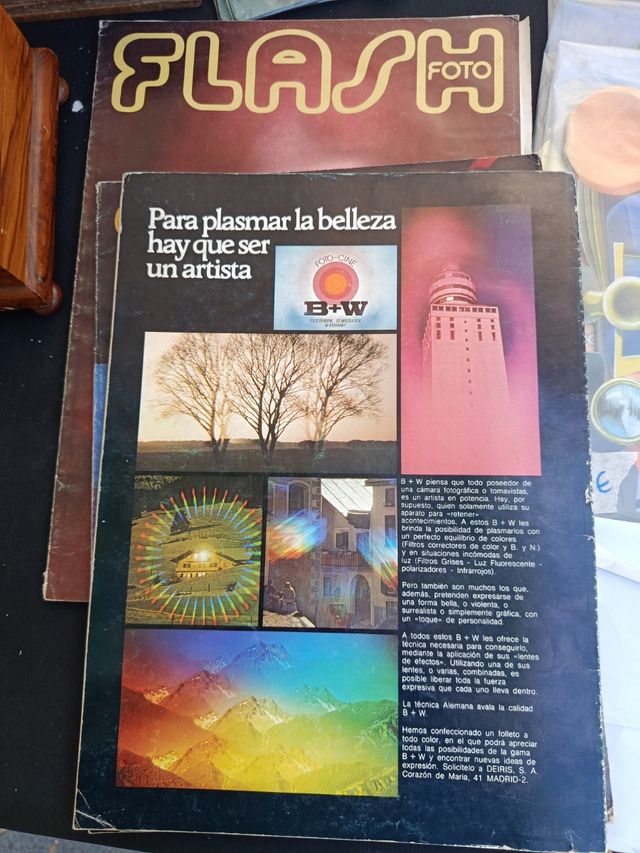 FLASH
FOTO
Para plasmar la belleza
hay que ser
un artista
FOTO-CINE
B+W
B + W piensa que todo poseedor de
una cámara fotográfica o tomavistas,
es un artista en potencia. Hay, por
supuesto, quien solamente utiliza su
aparato para «retener»
acontecimientos. A estos B + W les
brinda la posibilidad de plasmarlos con
un perfecto equilibrio de colores
(Filtros correctores de color y B. y N.)
y en situaciones incómodas de
luz (Filtros Grises - Luz Fluorescente -
polarizadores - Infrarrojos).
Pero también son muchos los que,
además, pretenden expresarse de
una forma bella, o violenta, o
surrealista o simplemente gráfica, con
un «toque» de personalidad.
A todos estos B + W les ofrece la
técnica necesaria para conseguirlo,
mediante la aplicación de sus «lentes
de efectos». Utilizando una de sus
lentes, o varias, combinadas, es
posible liberar toda la fuerza
expresiva que cada uno lleva dentro.
La técnica Alemana avala la calidad
B + W.
Hemos confeccionado un folleto a
todo color, en el que podrá apreciar
todas las posibilidades de la gama
B + W y encontrar nuevas ideas de
expresión. Solicítelo a DEIRIS, S. A.
Corazón de María, 41 MADRID-2.
€